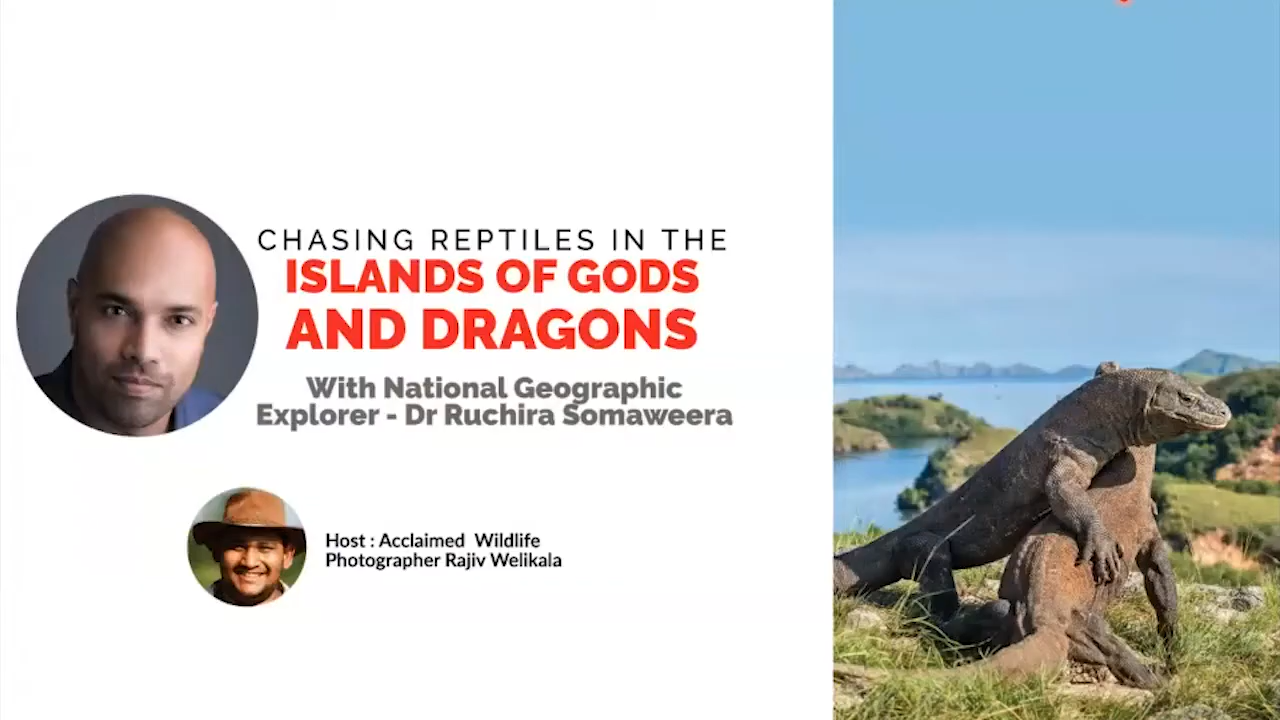 CHASING REPTILES IN THE
ISLANDS OF GODS
AND DRAGONS
With National Geographic
Explorer - Dr Ruchira Somaweera
Host : Acclaimed Wildlife
Photographer Rajiv Welikala